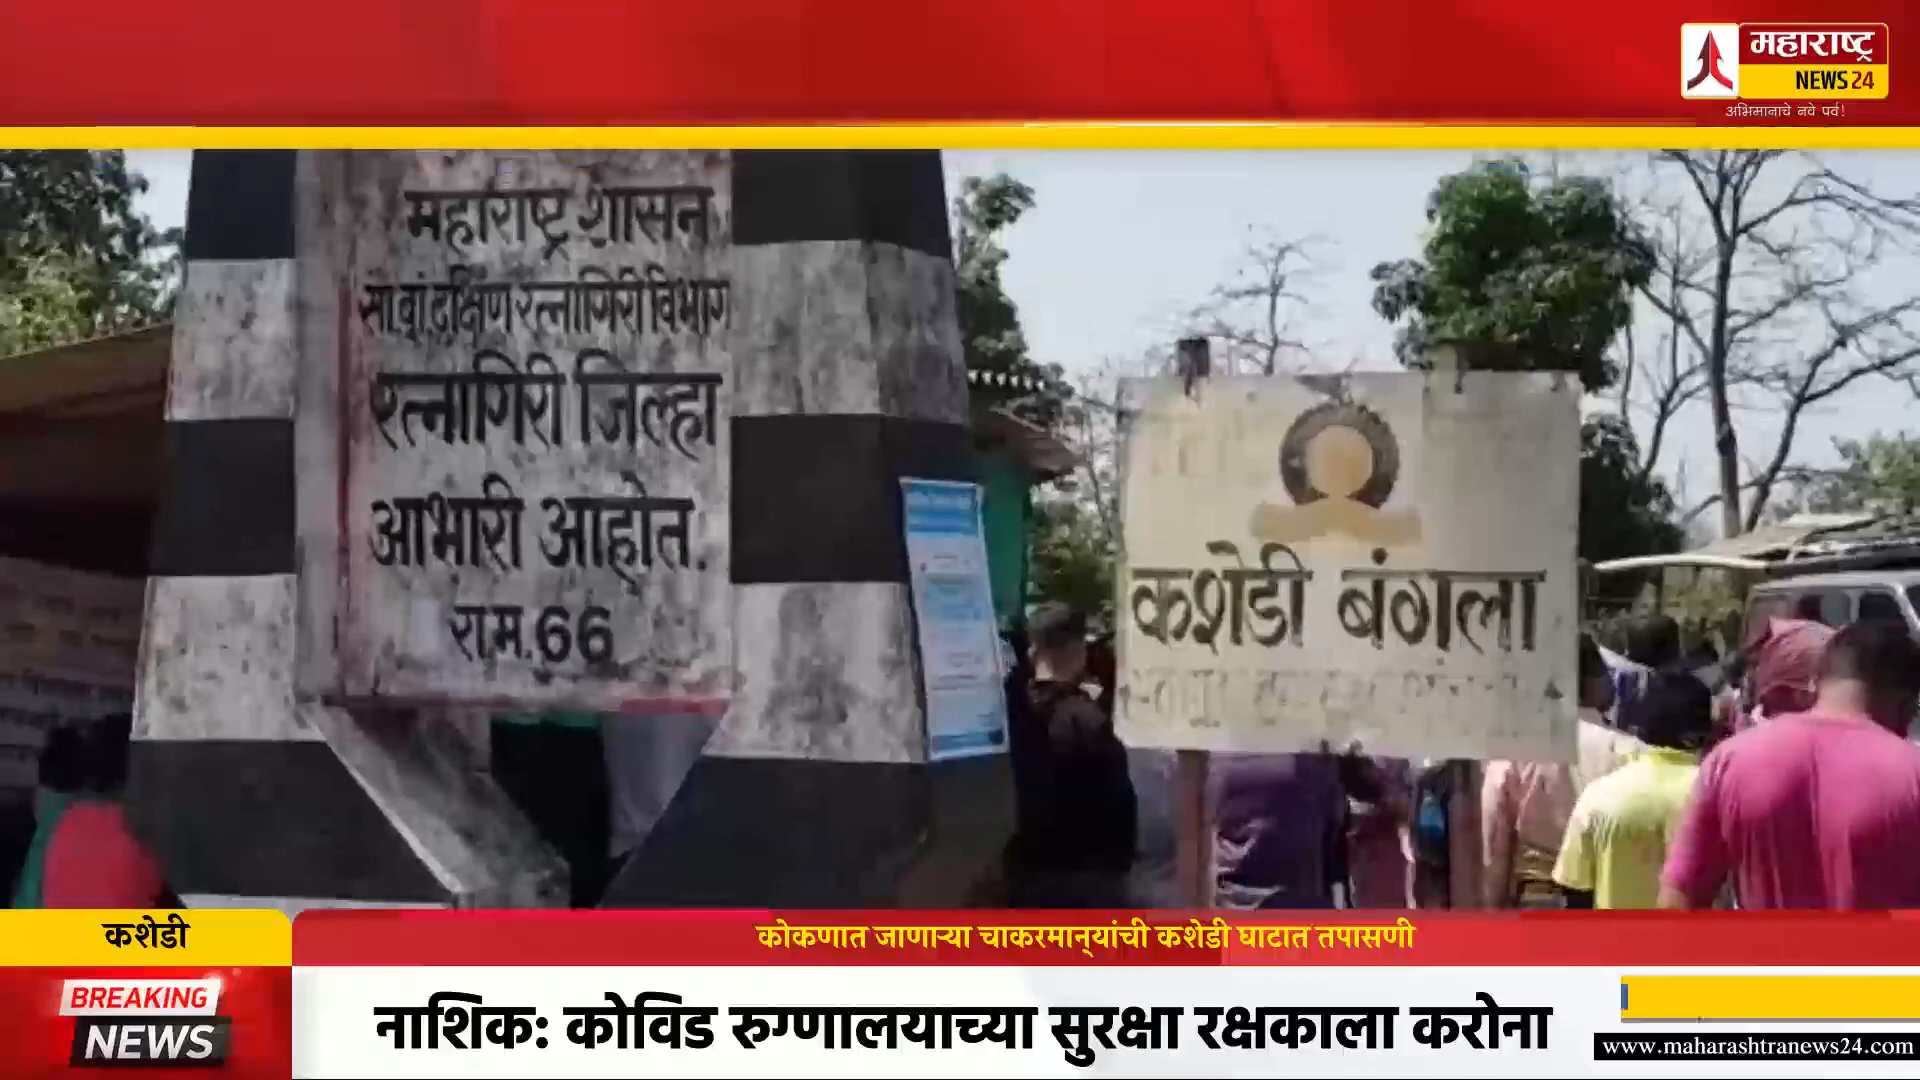 महाराष्ट्र
NEWS 24
अभिमानाचे नवे पर्व!
महाराष्ट्र शासन
सा.बां.दक्षिण रत्नागिरी विभाग
रत्नागिरी जिल्हा
आभारी आहोत.
रा.म.66
कशेडी बंगला
कशेडी
कोकणात जाणाऱ्या चाकरमान्‌यांची कशेडी घाटात तपासणी
BREAKING
NEWS
नाशिक: कोविड रुग्णालयाच्या सुरक्षा रक्षकाला करोना
www.maharashtranews24.com